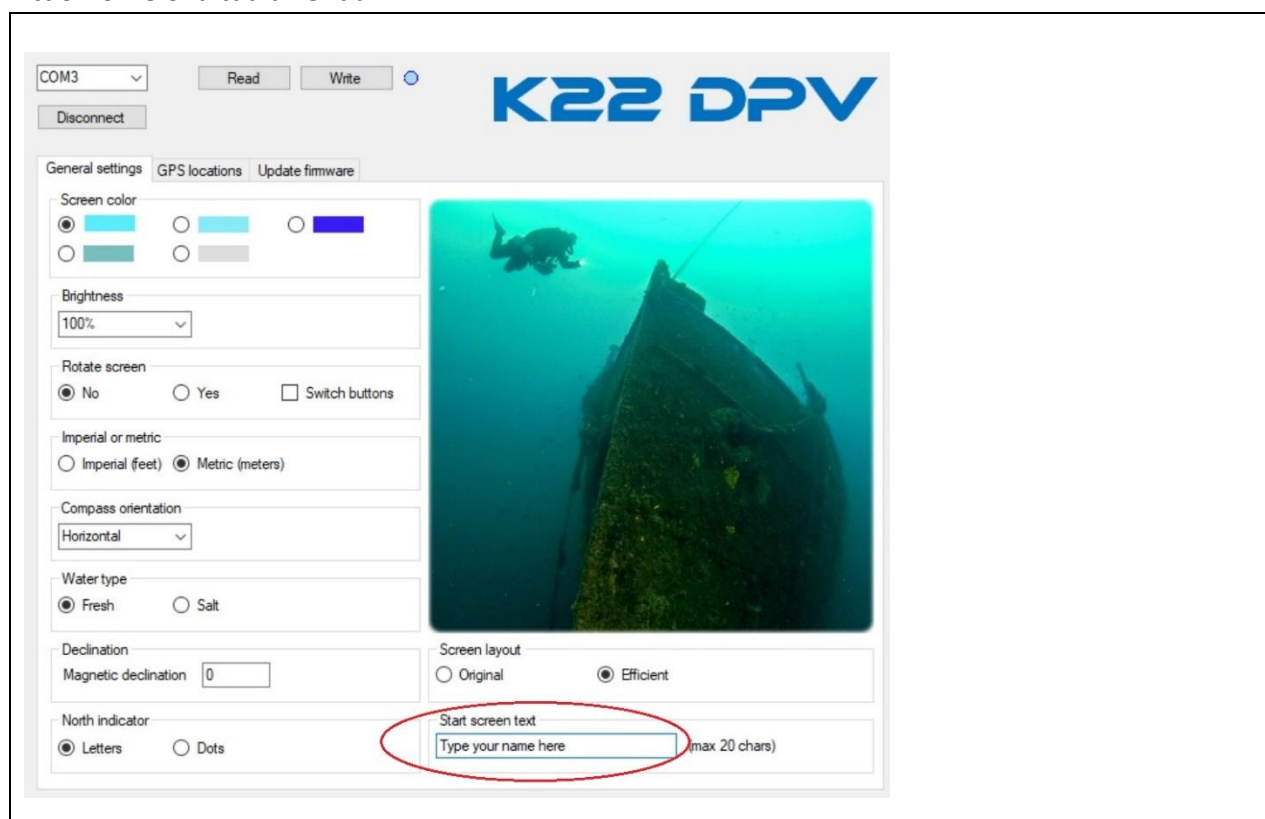 COM3
Read
Write
K22 DPV
Disconnect
General settings
GPS locations
Update firmware
Screen color
Brightness
100%
Rotate screen
No
Yes
Switch buttons
Imperial or metric
Imperial (feet)
Metric (meters)
Compass orientation
Horizontal
Water type
Fresh
Salt
Declination
Magnetic declination
0
Screen layout
Original
Efficient
North indicator
Letters
Dots
Start screen text
Type your name here
(max 20 chars)